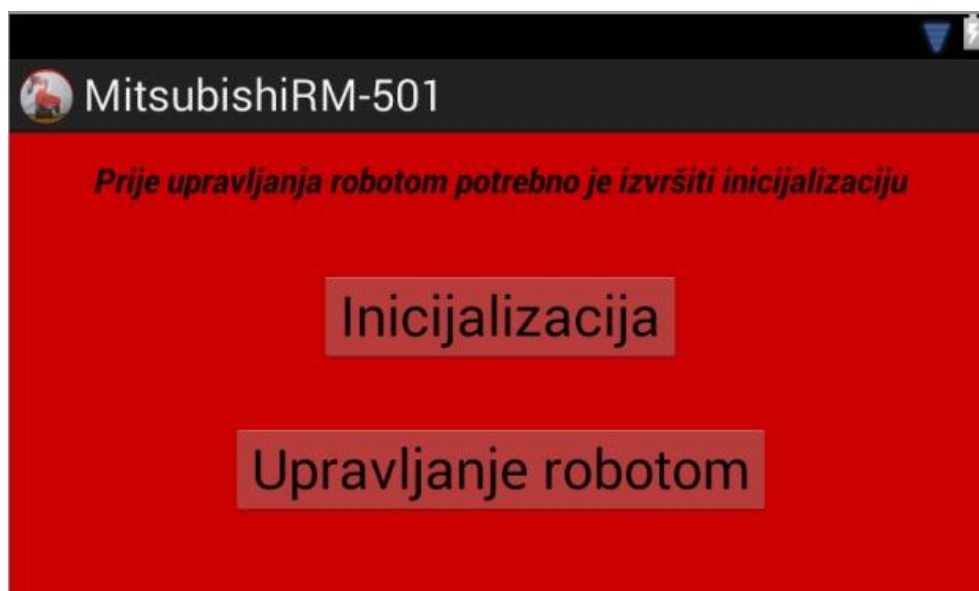 MitsubishiRM-501
Prije upravljanja robotom potrebno je izvršiti inicijalizaciju
Inicijalizacija
Upravljanje robotom